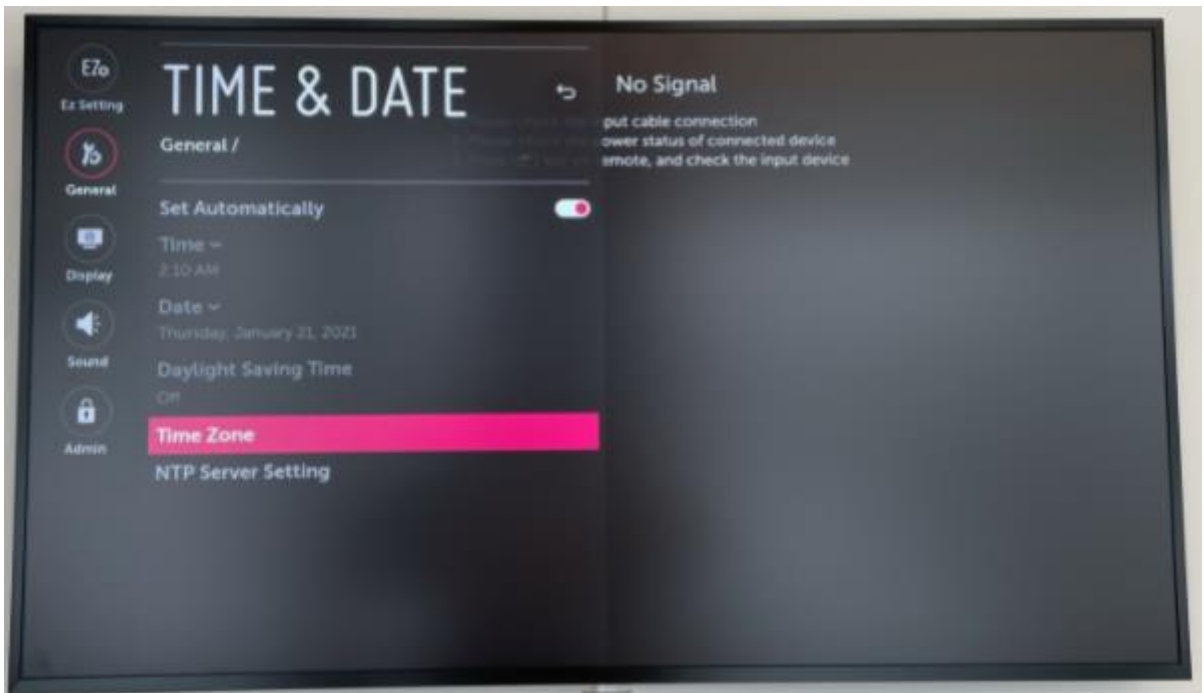 EZ
Ez Setting
General
Display
Sound
Admin
TIME & DATE
General /
Set Automatically
Time
2:10 AM
Date
Thursday, January 21, 2021
Daylight Saving Time
Off
Time Zone
NTP Server Setting
No Signal
put cable connection
ower status of connected device
emote, and check the input device